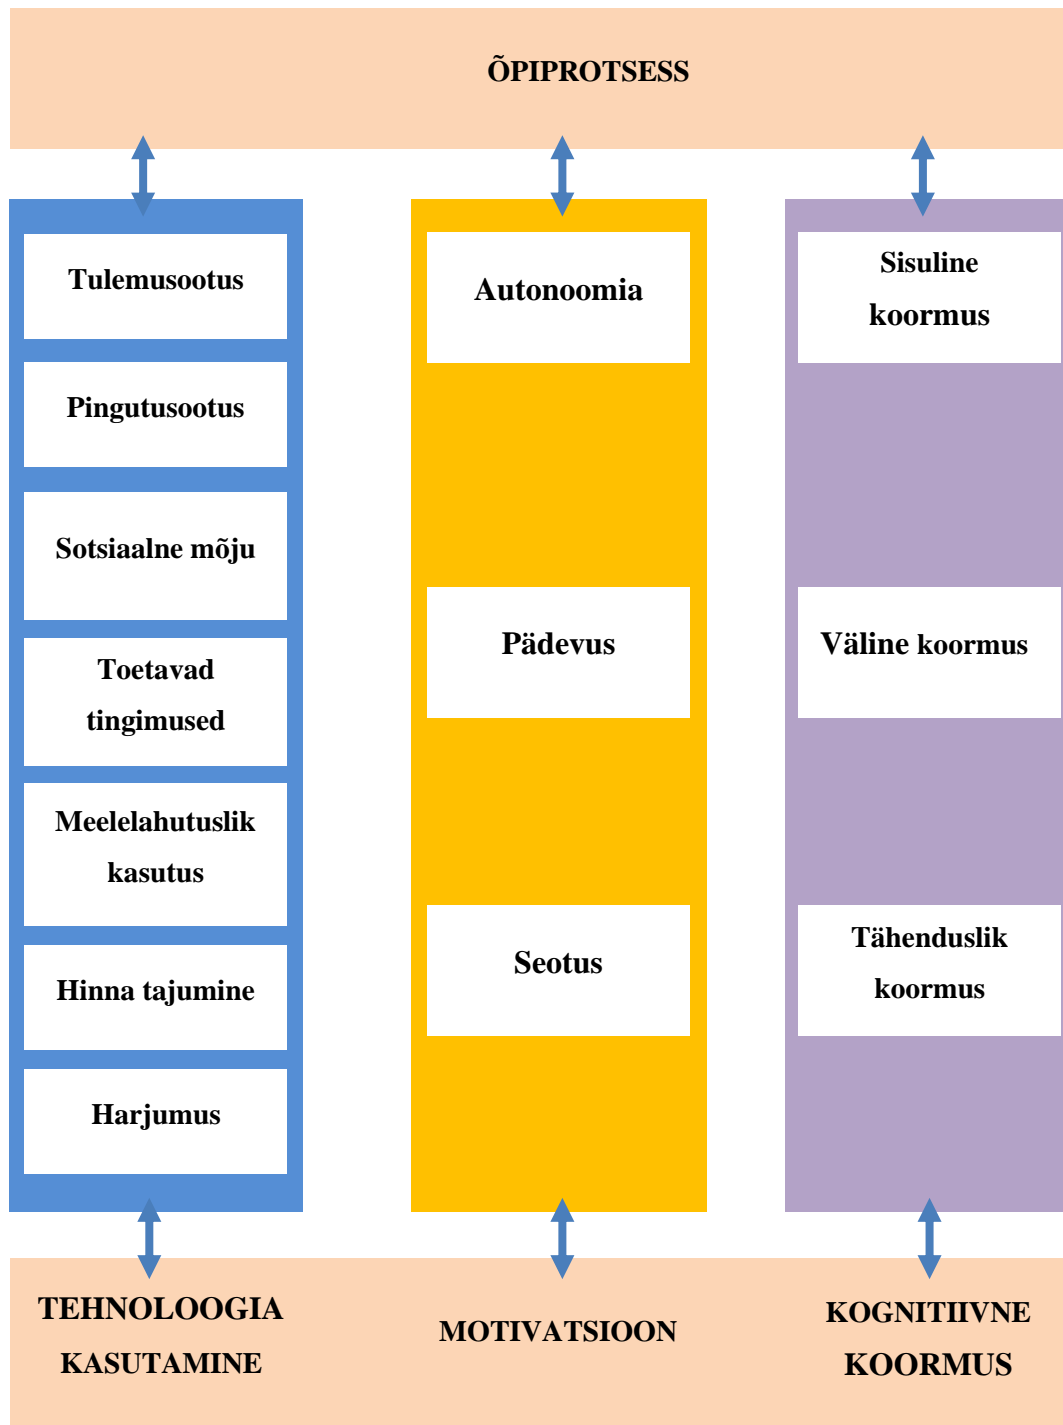 ÕPIPROTSESS
Tulemusootus
Pingutusootus
Sotsiaalne mõju
Toetavad
tingimused
Meelelahutuslik
kasutus
Hinna tajumine
Harjumus
Autonoomia
Pädevus
Seotus
Sisuline
koormus
Väline koormus
Tähenduslik
koormus
TEHNOLOOGIA
KASUTAMINE
MOTIVATSIOON
KOGNITIIVNE
KOORMUS